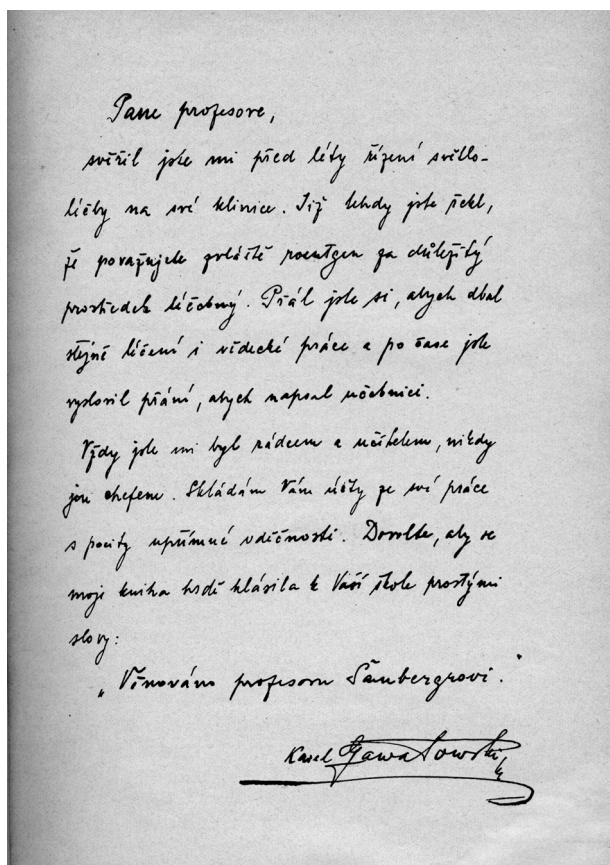 Pane profesore,
svěřil jste mi před léty řízení světlo-
léčby na své klinice. Již tehdy jste řekl,
že považujete zvláště roentgen za důležitý
prostředek léčebný. Přál jste si, abych dbal
stejně léčení i vědecké práce a po čase jste
vyslovil přání, abych napsal učebnici.
Vždy jste mi byl rádcem a učitelem, nikdy
jen chefem. Skládám Vám účty ze své práce
s pocity upřímné vděčnosti. Dovolte, aby se
moje kniha hrdě hlásila k Vaší škole prostými
slovy:
„Věnováno profesoru Šambergrovi."
Karel Gawalowski